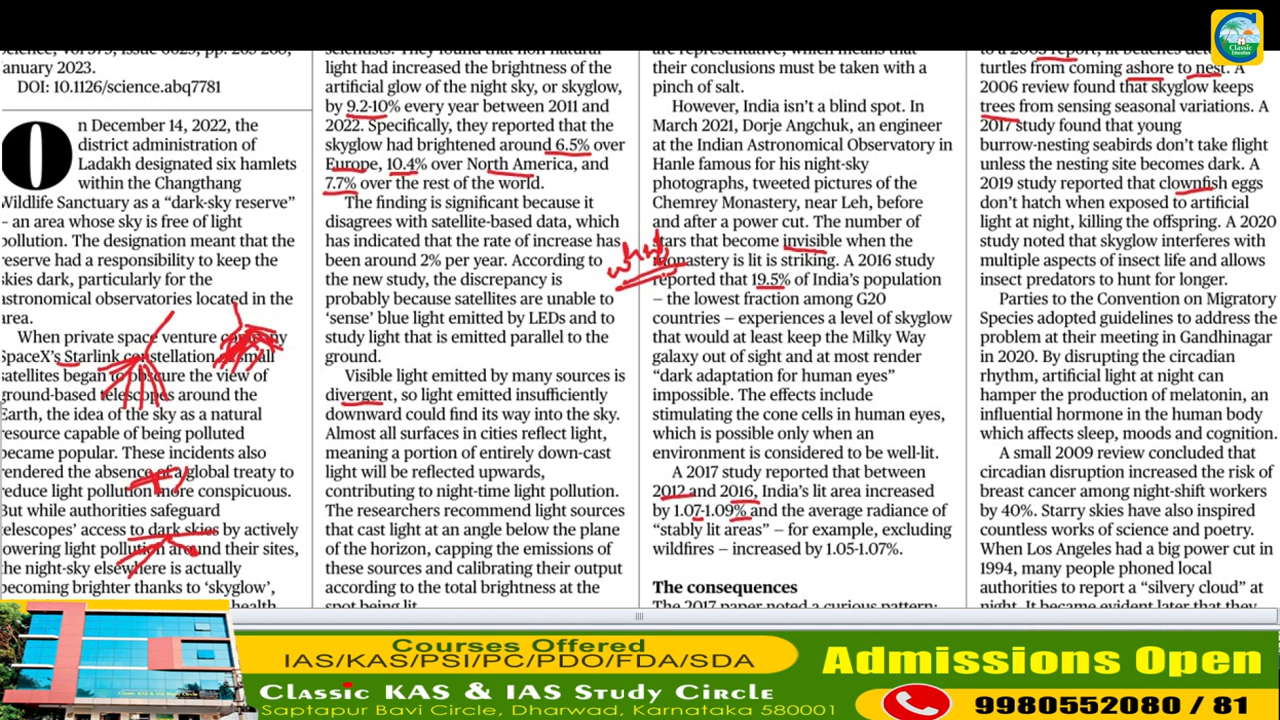 anuary 2023.
DOI: 10.1126/science.abq7781
On December 14, 2022, the
district administration of
Ladakh designated six hamlets
within the Changthang
Wildlife Sanctuary as a “dark-sky reserve”
– an area whose sky is free of light
pollution. The designation meant that the
reserve had a responsibility to keep the
skies dark, particularly for the
astronomical observatories located in the
area.
When private space venture
SpaceX’s Starlink constellation of small
satellites began to obscure the view of
ground-based telescopes around the
Earth, the idea of the sky as a natural
resource capable of being polluted
became popular. These incidents also
rendered the absence of a global treaty to
reduce light pollution more conspicuous.
But while authorities safeguard
telescopes’ access to dark skies by actively
lowering light pollution around their sites,
the night-sky elsewhere is actually
becoming brighter thanks to ‘skyglow’,
health
scientists. They found that the natural
light had increased the brightness of the
artificial glow of the night sky, or skyglow,
by 9.2-10% every year between 2011 and
2022. Specifically, they reported that the
skyglow had brightened around 6.5% over
Europe, 10.4% over North America, and
7.7% over the rest of the world.
The finding is significant because it
disagrees with satellite-based data, which
has indicated that the rate of increase has
been around 2% per year. According to
the new study, the discrepancy is
probably because satellites are unable to
‘sense’ blue light emitted by LEDs and to
study light that is emitted parallel to the
ground.
Visible light emitted by many sources is
divergent, so light emitted insufficiently
downward could find its way into the sky.
Almost all surfaces in cities reflect light,
meaning a portion of entirely down-cast
light will be reflected upwards,
contributing to night-time light pollution.
The researchers recommend light sources
that cast light at an angle below the plane
of the horizon, capping the emissions of
these sources and calibrating their output
according to the total brightness at the
spot being lit.
are representative, which means that
their conclusions must be taken with a
pinch of salt.
However, India isn’t a blind spot. In
March 2021, Dorje Angchuk, an engineer
at the Indian Astronomical Observatory in
Hanle famous for his night-sky
photographs, tweeted pictures of the
Chemrey Monastery, near Leh, before
and after a power cut. The number of
stars that become invisible when the
monastery is lit is striking. A 2016 study
reported that 19.5% of India’s population
– the lowest fraction among G20
countries – experiences a level of skyglow
that would at least keep the Milky Way
galaxy out of sight and at most render
“dark adaptation for human eyes”
impossible. The effects include
stimulating the cone cells in human eyes,
which is possible only when an
environment is considered to be well-lit.
A 2017 study reported that between
2012 and 2016, India’s lit area increased
by 1.07-1.09% and the average radiance of
“stably lit areas” – for example, excluding
wildfires – increased by 1.05-1.07%.
The consequences
The 2017 paper noted a curious pattern:
turtles from coming ashore to nest. A
2006 review found that skyglow keeps
trees from sensing seasonal variations. A
2017 study found that young
burrow-nesting seabirds don’t take flight
unless the nesting site becomes dark. A
2019 study reported that clownfish eggs
don’t hatch when exposed to artificial
light at night, killing the offspring. A 2020
study noted that skyglow interferes with
multiple aspects of insect life and allows
insect predators to hunt for longer.
Parties to the Convention on Migratory
Species adopted guidelines to address the
problem at their meeting in Gandhinagar
in 2020. By disrupting the circadian
rhythm, artificial light at night can
hamper the production of melatonin, an
influential hormone in the human body
which affects sleep, moods and cognition.
A small 2009 review concluded that
circadian disruption increased the risk of
breast cancer among night-shift workers
by 40%. Starry skies have also inspired
countless works of science and poetry.
When Los Angeles had a big power cut in
1994, many people phoned local
authorities to report a “silvery cloud” at
night. It became evident later that they
Classic
Education
Courses Offered
IAS/KAS/PSI/PC/PDO/FDA/SDA
Classic KAS & IAS Study Circle
Saptapur Bavi Circle, Dharwad, Karnataka 580001
Admissions Open
9980552080 / 81